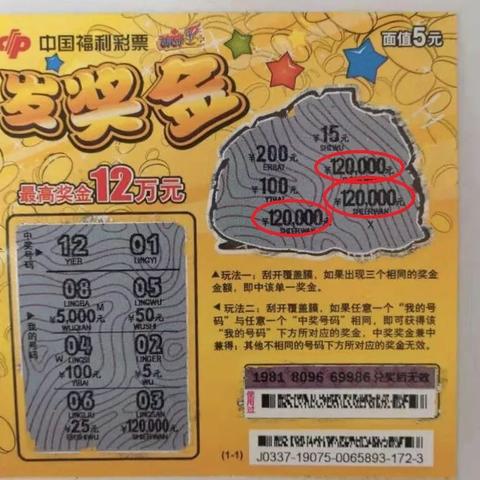 中国福利彩票
面值5元
发奖金
最高奖金12万元
¥15元
SHIWU
¥200元
ERBAI
¥120,000元
¥100元
YIBAI
¥120,000元
SHIERWAN
¥120,000元
SHIERWAN
X
中奖号码
12 01
YIER LINGYI
我的号码
08 05
LINGBA LINGWU
M
¥5,000元 ¥50元
WUQIAN WUSHI
04 02
W LINGSI LINGER
¥100元 ¥5元
YIBAI WU
06 03
LINGLIU LINGSAN
¥25元 ¥120,000元
ERSHIWU SHIERWAN
▲玩法一：刮开覆盖膜，如果出现三个相同的奖金
金额，即中该单一奖金。
▲玩法二：刮开覆盖膜，如果任意一个“我的号
码”与任意一个“中奖号码”相同，即可获得该
“我的号码”下方所对应的奖金，中奖奖金兼中
兼得；其他不相同的号码下方所对应的奖金无效。
1981 8096 69986 兑奖后无效
使用过
(1-1)
J0337-19075-0065893-172-3